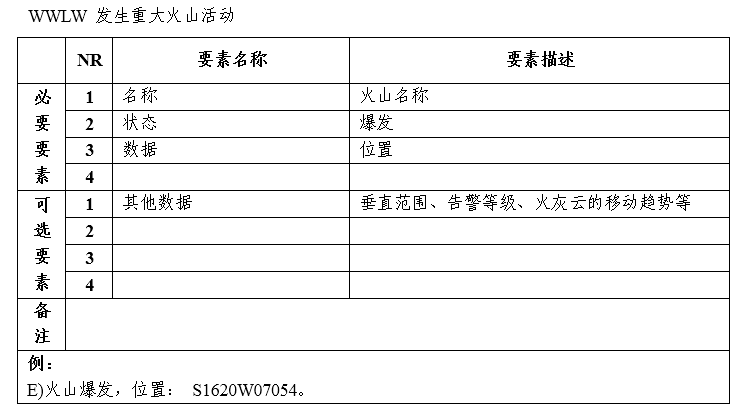 WWLW 发生重大火山活动
NR 要素名称 要素描述
必要要素
1 名称 火山名称
2 状态 爆发
3 数据 位置
4
可选要素
1 其他数据 垂直范围、告警等级、火灰云的移动趋势等
2
3
4
备注
例：
E)火山爆发，位置： S1620W07054。